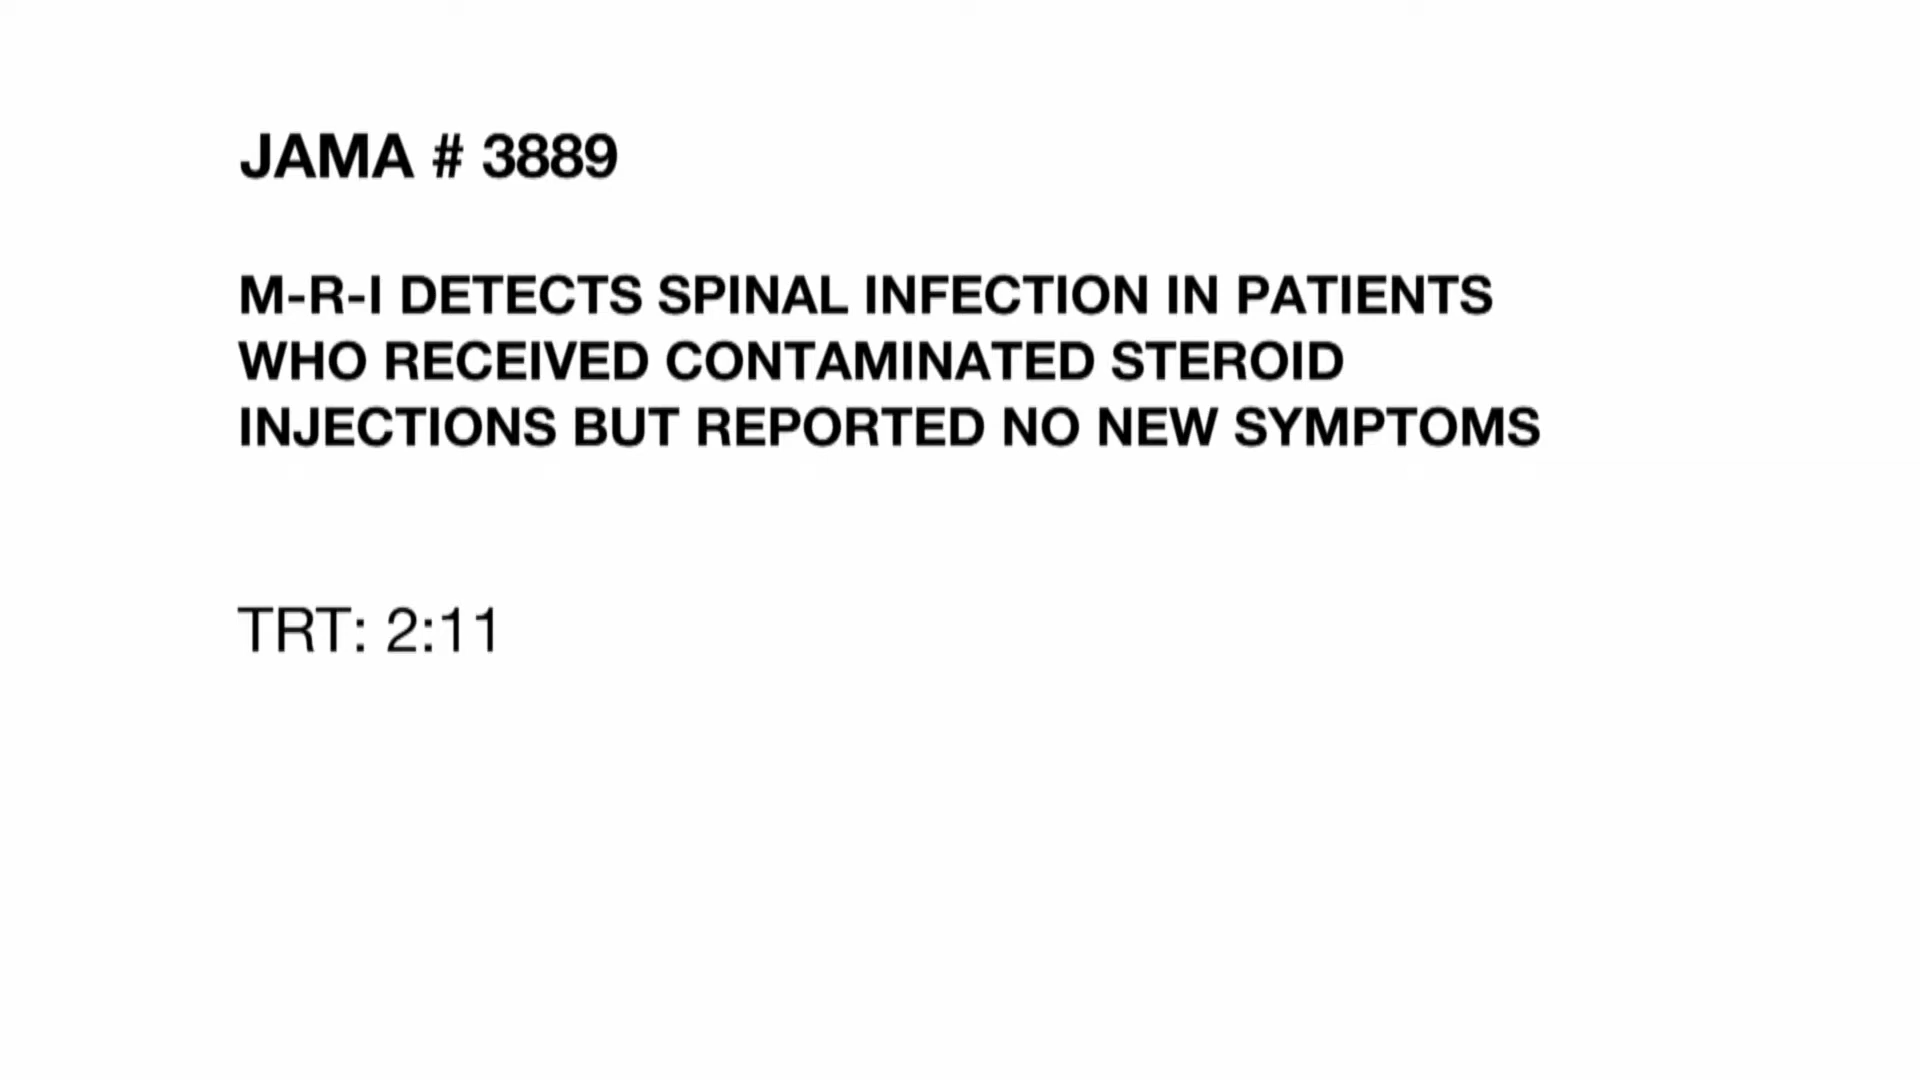 JAMA # 3889
M-R-I DETECTS SPINAL INFECTION IN PATIENTS
WHO RECEIVED CONTAMINATED STEROID
INJECTIONS BUT REPORTED NO NEW SYMPTOMS
TRT: 2:11